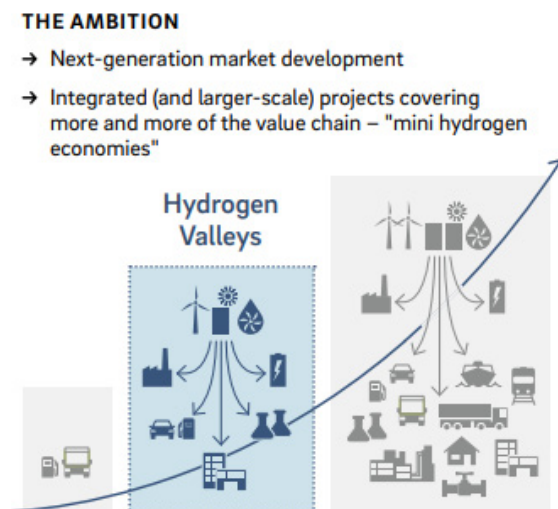 THE AMBITION
→ Next-generation market development
→ Integrated (and larger-scale) projects covering
more and more of the value chain – "mini hydrogen
economies"
Hydrogen
Valleys